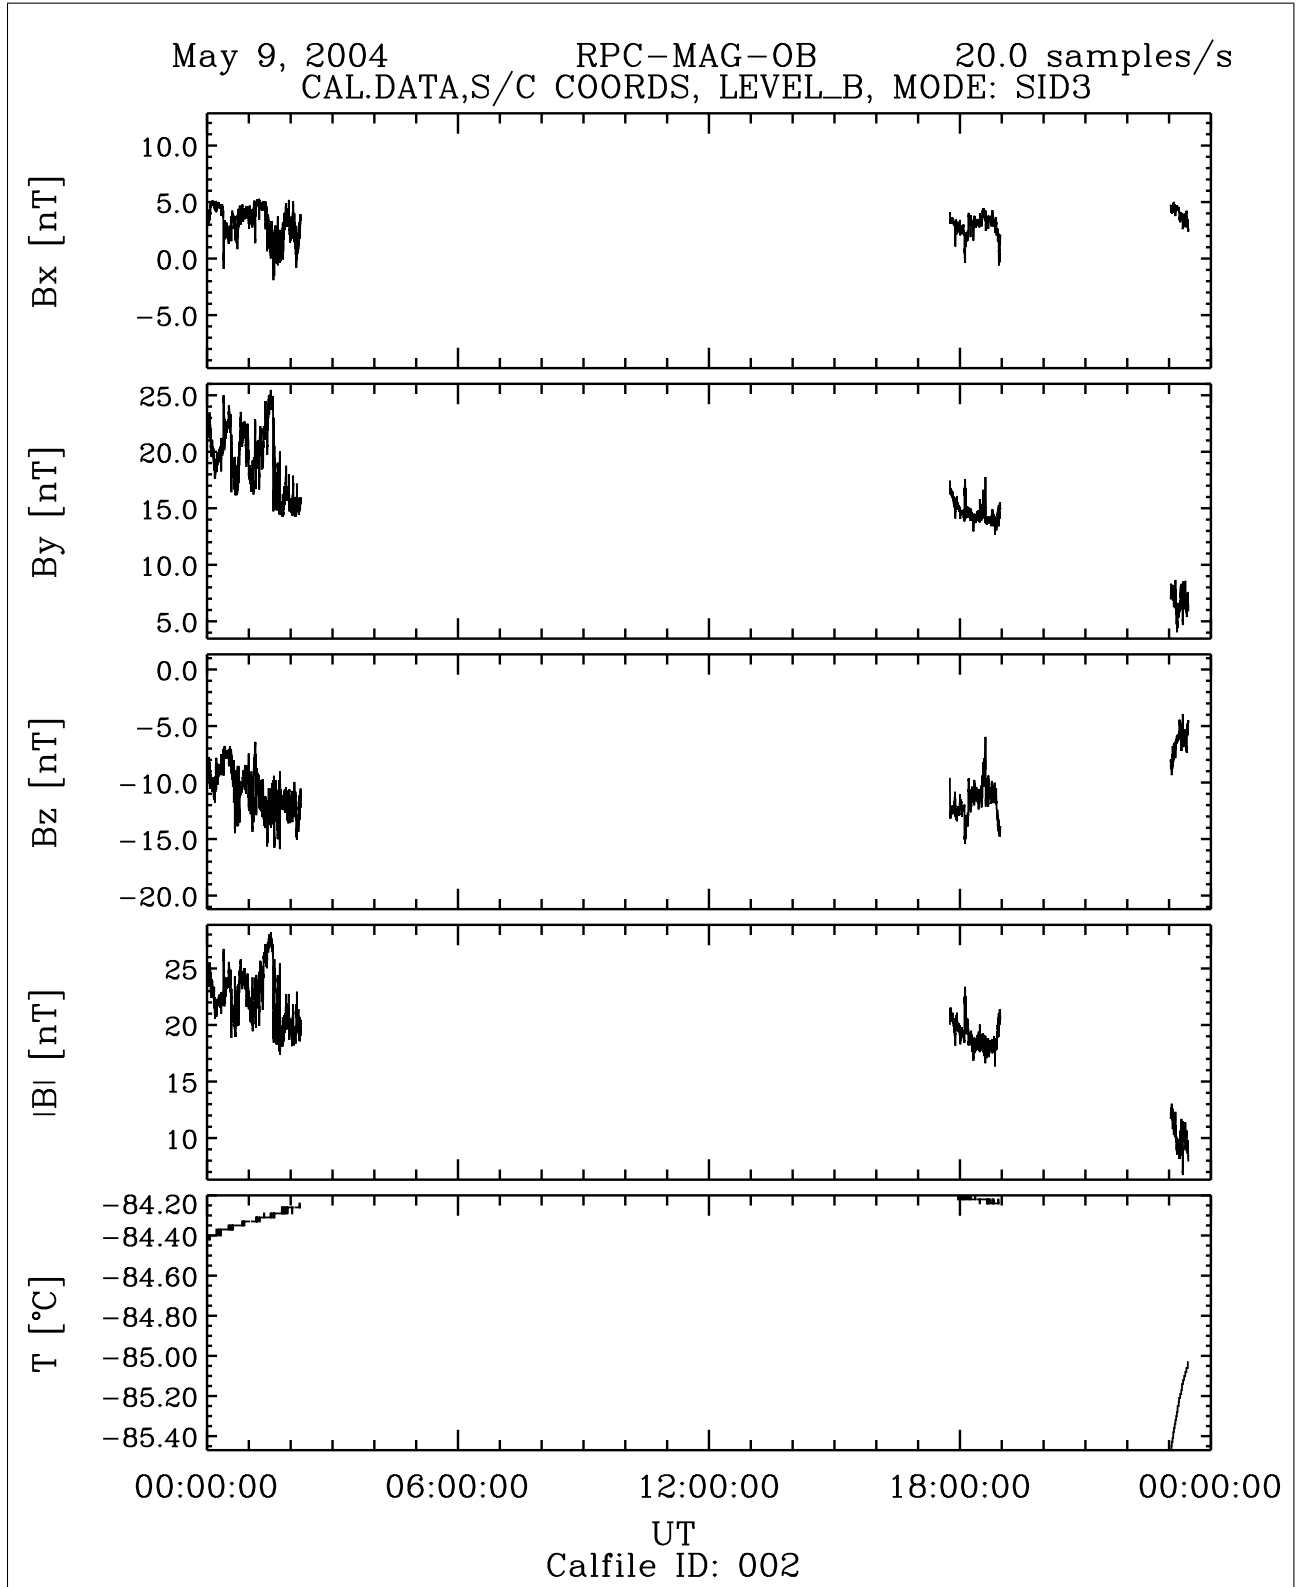 May 9, 2004 RPC-MAG-OB 20.0 samples/s
CAL.DATA,S/C COORDS, LEVEL_B, MODE: SID3
Bx [nT]
10.0
5.0
0.0
-5.0
By [nT]
25.0
20.0
15.0
10.0
5.0
Bz [nT]
0.0
-5.0
-10.0
-15.0
-20.0
|B| [nT]
25
20
15
10
T [°C]
-84.20
-84.40
-84.60
-84.80
-85.00
-85.20
-85.40
00:00:00 06:00:00 12:00:00 18:00:00 00:00:00
UT
Calfile ID: 002